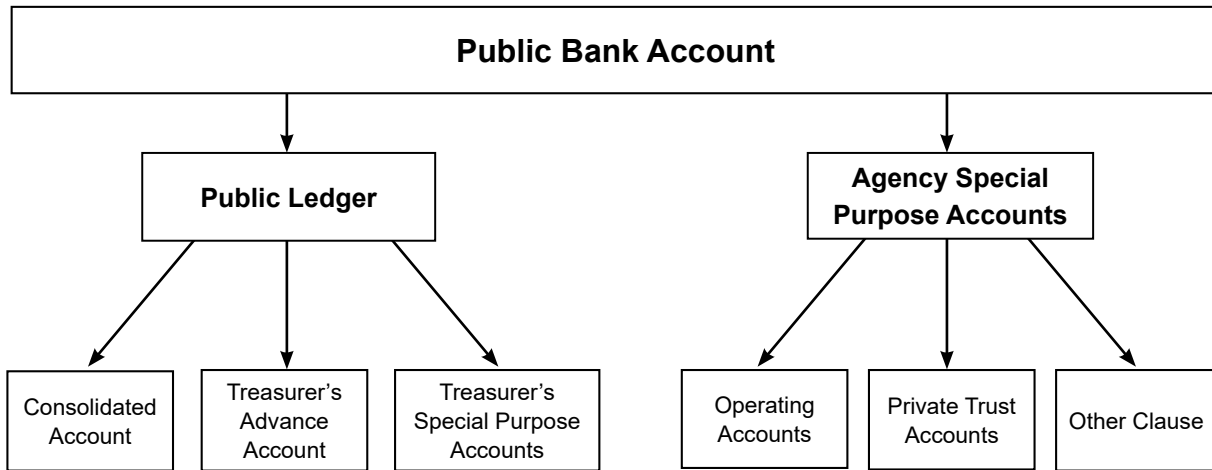 Public Bank Account
Public Ledger
Agency Special
Purpose Accounts
Consolidated
Account
Treasurer’s
Advance
Account
Treasurer’s
Special Purpose
Accounts
Operating
Accounts
Private Trust
Accounts
Other Clause